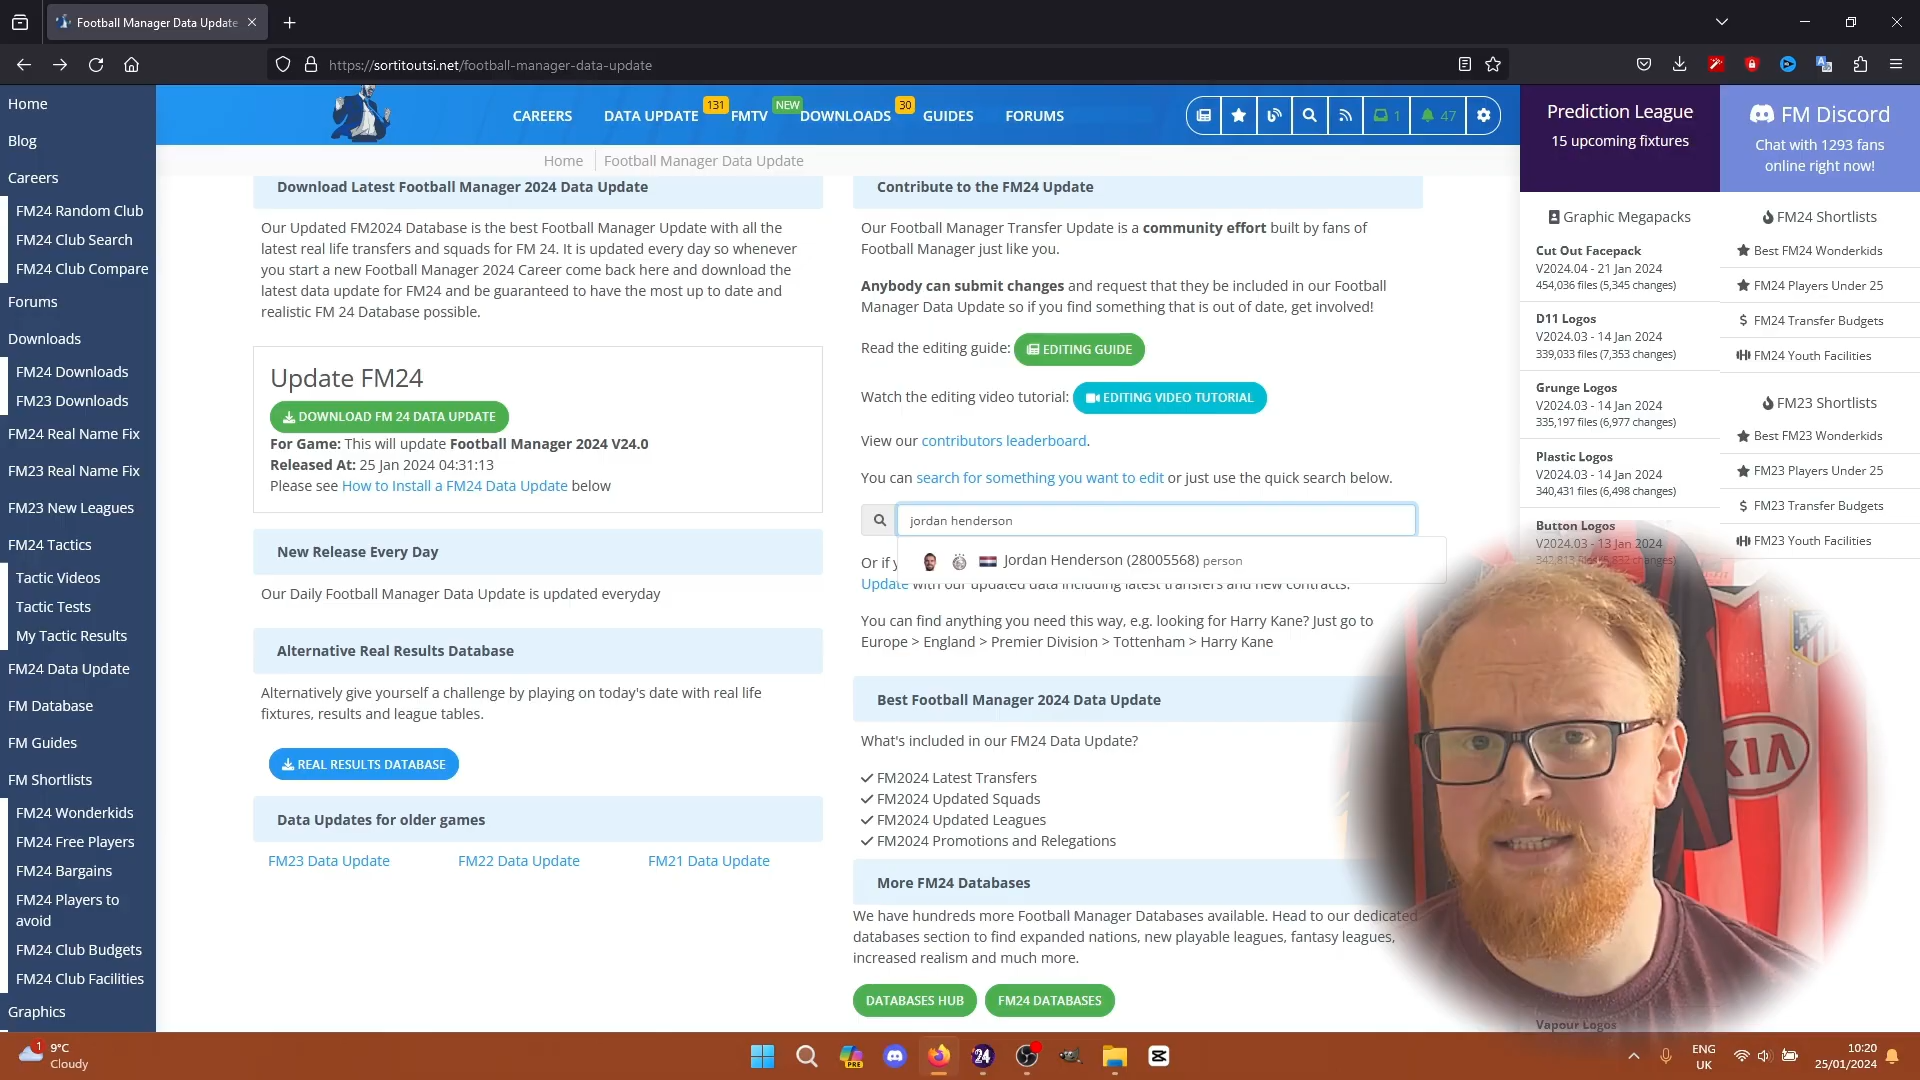 Football Manager Data Update
https://sortitoutsi.net/football-manager-data-update
Home
Blog
Careers
FM24 Random Club
FM24 Club Search
FM24 Club Compare
Forums
Downloads
FM24 Downloads
FM23 Downloads
FM24 Real Name Fix
FM23 Real Name Fix
FM23 New Leagues
FM24 Tactics
Tactic Videos
Tactic Tests
My Tactic Results
FM24 Data Update
FM Database
FM Guides
FM Shortlists
FM24 Wonderkids
FM24 Free Players
FM24 Bargains
FM24 Players to
avoid
FM24 Club Budgets
FM24 Club Facilities
Graphics
CAREERS DATA UPDATE 131 FMTV NEW DOWNLOADS 30 GUIDES FORUMS 1 47
Home Football Manager Data Update
Download Latest Football Manager 2024 Data Update
Our Updated FM2024 Database is the best Football Manager Update with all the
latest real life transfers and squads for FM 24. It is updated every day so whenever
you start a new Football Manager 2024 Career come back here and download the
latest data update for FM24 and be guaranteed to have the most up to date and
realistic FM 24 Database possible.
Update FM24
DOWNLOAD FM 24 DATA UPDATE
For Game: This will update Football Manager 2024 V24.0
Released At: 25 Jan 2024 04:31:13
Please see How to Install a FM24 Data Update below
New Release Every Day
Our Daily Football Manager Data Update is updated everyday
Alternative Real Results Database
Alternatively give yourself a challenge by playing on today's date with real life
fixtures, results and league tables.
REAL RESULTS DATABASE
Data Updates for older games
FM23 Data Update FM22 Data Update FM21 Data Update
Contribute to the FM24 Update
Our Football Manager Transfer Update is a community effort built by fans of
Football Manager just like you.
Anybody can submit changes and request that they be included in our Football
Manager Data Update so if you find something that is out of date, get involved!
Read the editing guide: EDITING GUIDE
Watch the editing video tutorial: EDITING VIDEO TUTORIAL
View our contributors leaderboard.
You can search for something you want to edit or just use the quick search below.
jordan henderson
Jordan Henderson (28005568) person
Or if y
Update with our updated data including latest transfers and new contracts.
You can find anything you need this way, e.g. looking for Harry Kane? Just go to
Europe > England > Premier Division > Tottenham > Harry Kane
Best Football Manager 2024 Data Update
What's included in our FM24 Data Update?
FM2024 Latest Transfers
FM2024 Updated Squads
FM2024 Updated Leagues
FM2024 Promotions and Relegations
More FM24 Databases
We have hundreds more Football Manager Databases available. Head to our dedicated
databases section to find expanded nations, new playable leagues, fantasy leagues,
increased realism and much more.
DATABASES HUB FM24 DATABASES
Prediction League
15 upcoming fixtures
FM Discord
Chat with 1293 fans
online right now!
Graphic Megapacks
Cut Out Facepack
V2024.04 - 21 Jan 2024
454,036 files (5,345 changes)
D11 Logos
V2024.03 - 14 Jan 2024
339,033 files (7,353 changes)
Grunge Logos
V2024.03 - 14 Jan 2024
335,197 files (6,977 changes)
Plastic Logos
V2024.03 - 14 Jan 2024
340,431 files (6,498 changes)
Button Logos
V2024.03 - 13 Jan 2024
Vapour Logos
FM24 Shortlists
Best FM24 Wonderkids
FM24 Players Under 25
FM24 Transfer Budgets
FM24 Youth Facilities
FM23 Shortlists
Best FM23 Wonderkids
FM23 Players Under 25
FM23 Transfer Budgets
FM23 Youth Facilities
KIA
1
9°C
Cloudy
PRE
24
ENG
UK
10:20
25/01/2024